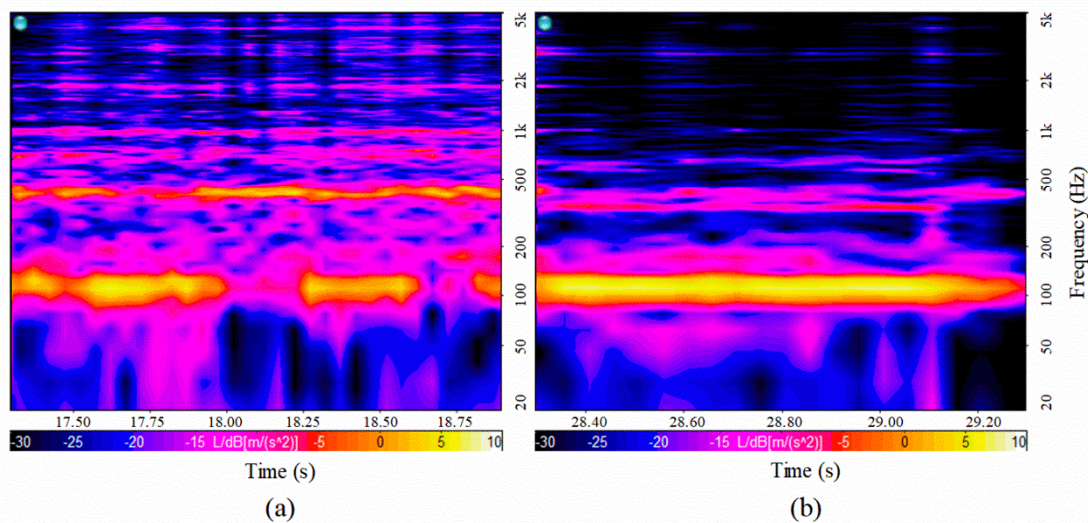 5k
2k
1k
500
200
100
50
20
17.50 17.75 18.00 18.25 18.50 18.75
-30 -25 -20 -15 L/dB[m/(s^2)] -5 0 5 10
Time (s)
(a)
5k
2k
1k
500
200
100
50
20
Frequency (Hz)
28.40 28.60 28.80 29.00 29.20
-30 -25 -20 -15 L/dB[m/(s^2)] -5 0 5 10
Time (s)
(b)